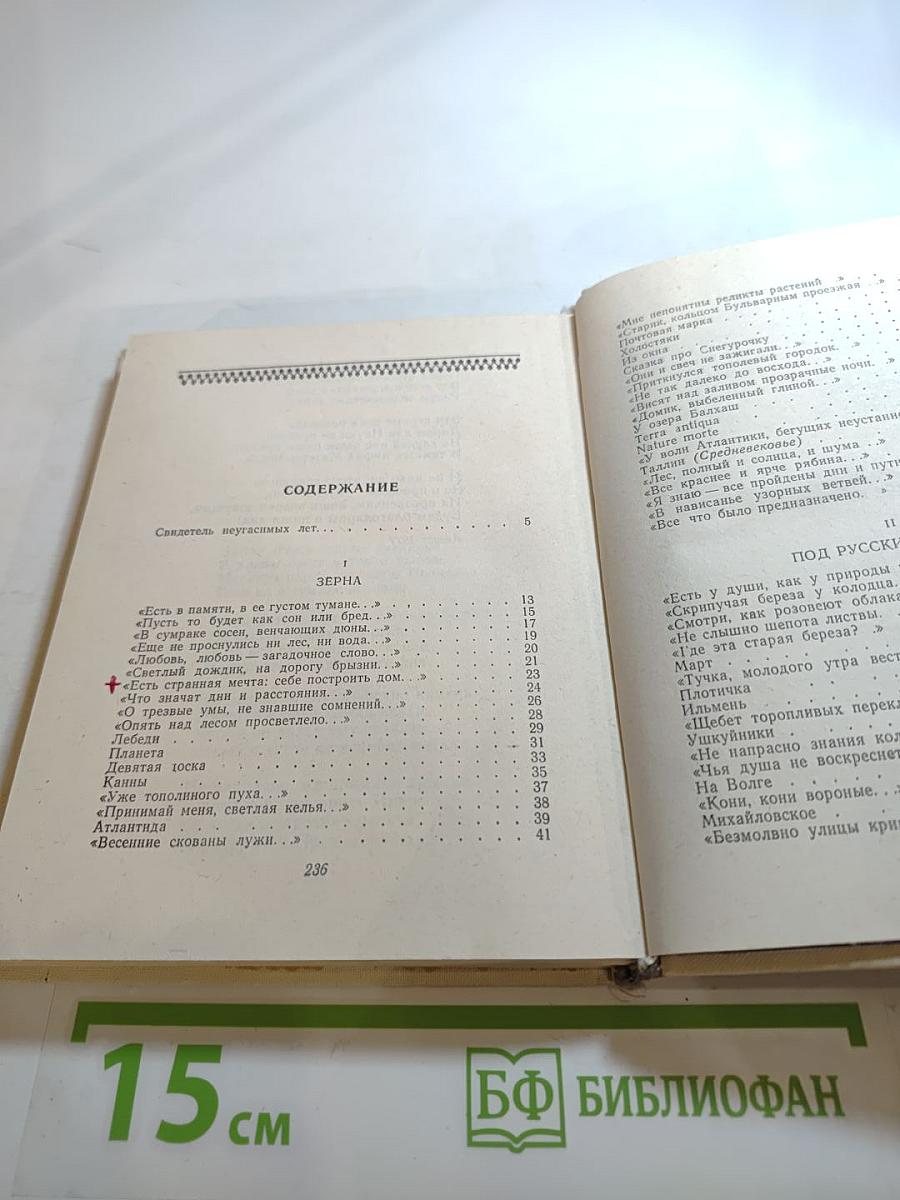 СОДЕРЖАНИЕ
Свидетель неугасимых лет. . . 5
I
ЗЕРНА
«Есть в памяти, в ее густом тумане. . .» 13
«Пусть то будет как сон или бред. . .» 15
«В сумраке сосен, венчающих дюны. . .» 17
«Еще не проснулись ни лес, ни вода. . .» 19
«Любовь, любовь — загадочное слово. . .» 20
«Светлый дождик, на дорогу брызни. . .» 21
«Есть странная мечта: себе построить дом. . .» 23
«Что значат дни и расстояния. . .» 24
«О трезвые умы, не знавшие сомнений. . .» 26
«Опять над лесом просветлело. . .» 28
Лебеди 29
Планета 31
Девятая доска 33
Канны 35
«Уже тополиного пуха. . .» 37
«Принимай меня, светлая келья. . .» 38
Атлантида 39
«Весенние скованы лужи. . .» 41
236
«Мне непонятны реликты растений .»
«Старик, кольцом Бульварным проезжая . .»
Почтовая марка
Холостяки
Из окна
Сказка про Снегурочку
«Они и свеч не зажигали. . .»
«Приткнулся тополевый городок. .»
«Не так далеко до восхода. . .»
«Висят над заливом прозрачные ночи. .»
«Домик, выбеленный глиной. . .»
У озера Балхаш
Terra antiqua
Nature morte
«У волн Атлантики, бегущих неустанно
Таллин (Средневековье)
«Лес, полный и солнца, и шума . .»
«Все краснее и ярче рябина. . .»
«Я знаю — все пройдены дни и пути
«В нависанье узорных ветвей. . .»
«Все что было предназначено. »
II
ПОД РУССКИ
«Есть у души, как у природы
«Скрипучая береза у колодца.
«Смотри, как розовеют облака
«Не слышно шепота листвы.
«Где эта старая береза? .»
Март
«Тучка, молодого утра вест
Плотичка
Ильмень
«Щебет торопливых перекл
Ушкуйники
«Не напрасно знания кол
«Чья душа не воскреснет
На Волге
«Кони, кони вороные. . .»
Михайловское
«Безмолвно улицы кри
15 см
БФ БИБЛИОФАН